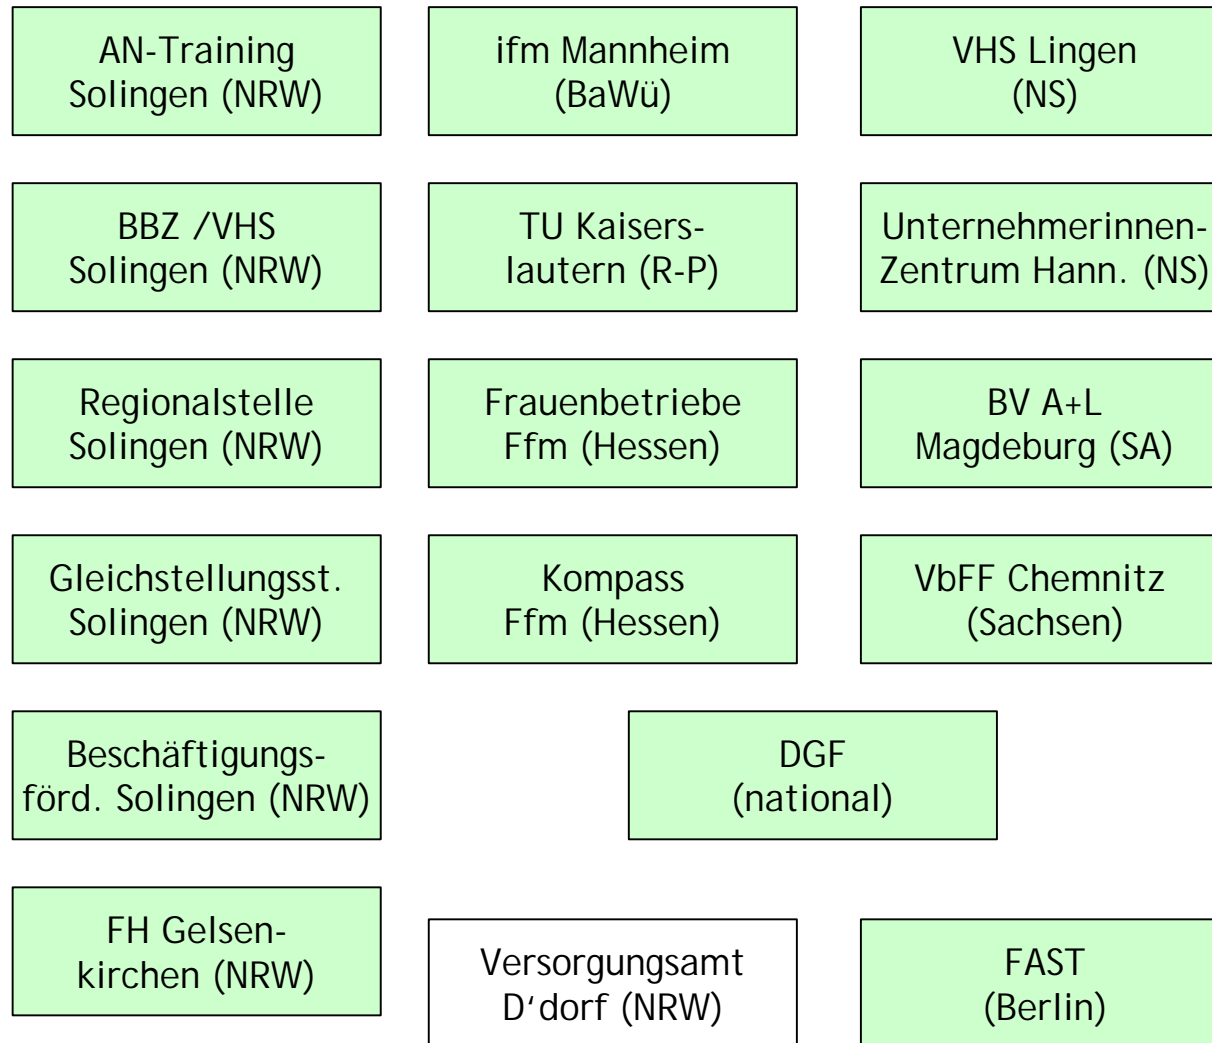 AN-Training
Solingen (NRW)
ifm Mannheim
(BaWü)
VHS Lingen
(NS)
BBZ /VHS
Solingen (NRW)
TU Kaisers-
lautern (R-P)
Unternehmerinnen-
Zentrum Hann. (NS)
Regionalstelle
Solingen (NRW)
Frauenbetriebe
Ffm (Hessen)
BV A+L
Magdeburg (SA)
Gleichstellungsst.
Solingen (NRW)
Kompass
Ffm (Hessen)
VbFF Chemnitz
(Sachsen)
Beschäftigungs-
förd. Solingen (NRW)
DGF
(national)
FH Gelsen-
kirchen (NRW)
Versorgungsamt
D‘dorf (NRW)
FAST
(Berlin)